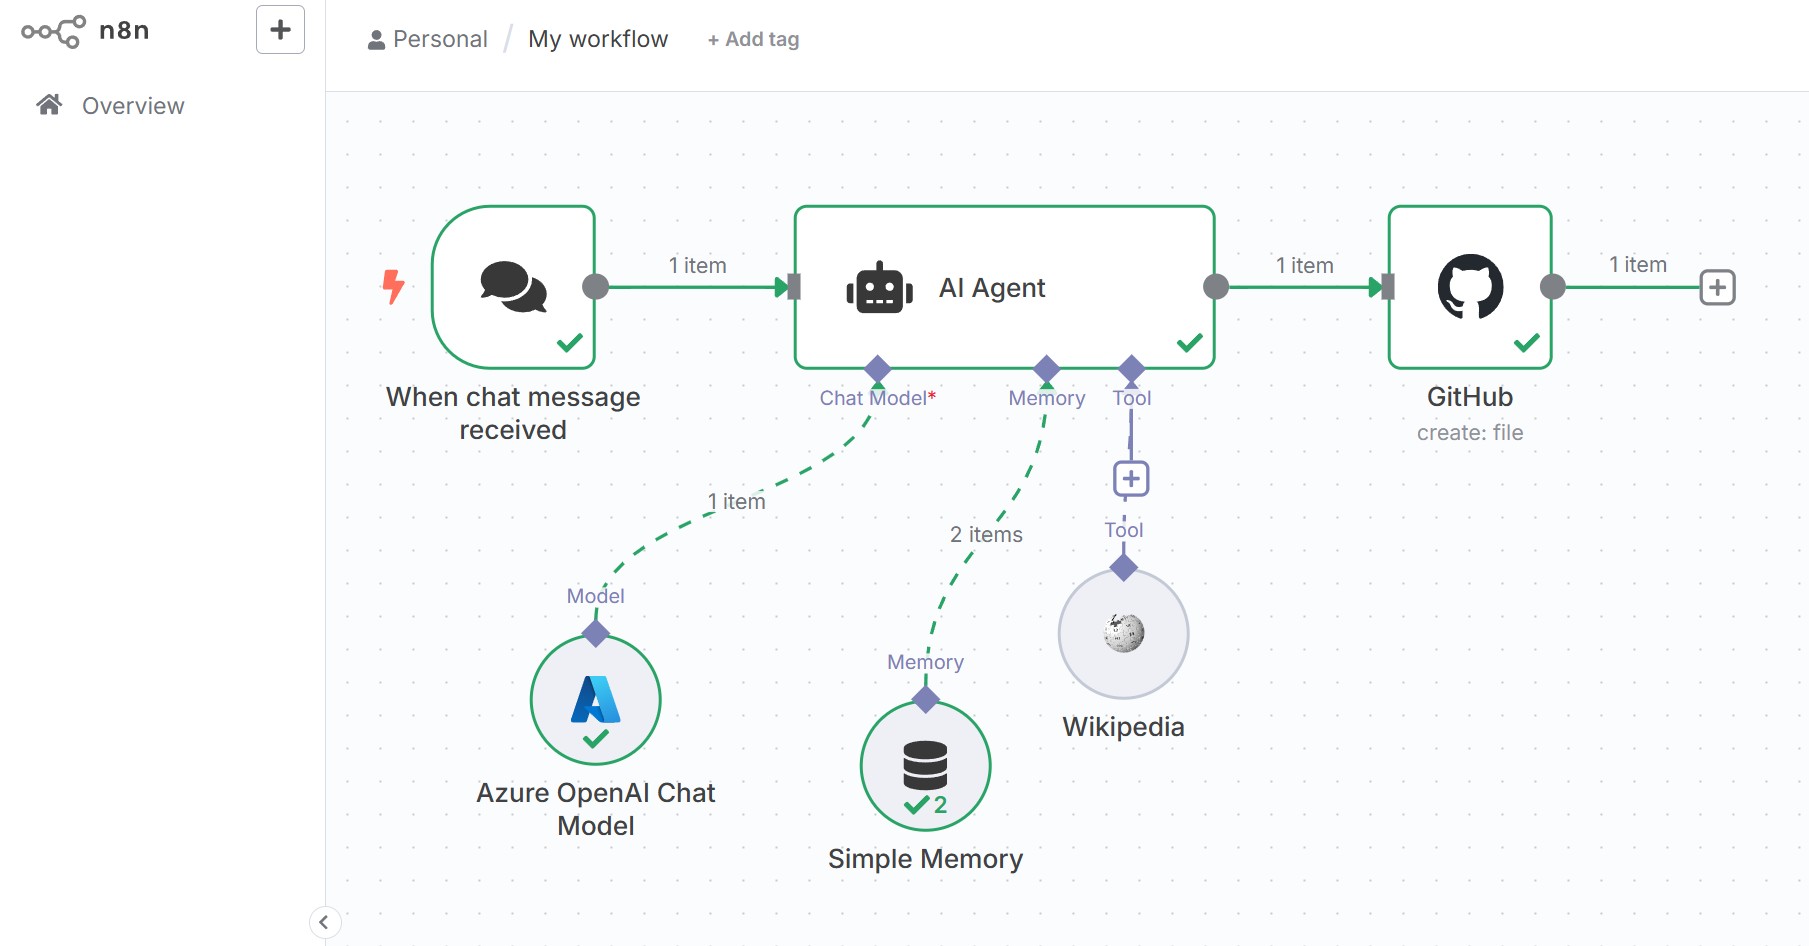 n8n
Personal / My workflow + Add tag
Overview
1 item
1 item
1 item
AI Agent
When chat message
received
Chat Model*
Memory
Tool
GitHub
create: file
1 item
2 items
Tool
Model
Memory
Wikipedia
Azure OpenAI Chat
Model
2
Simple Memory